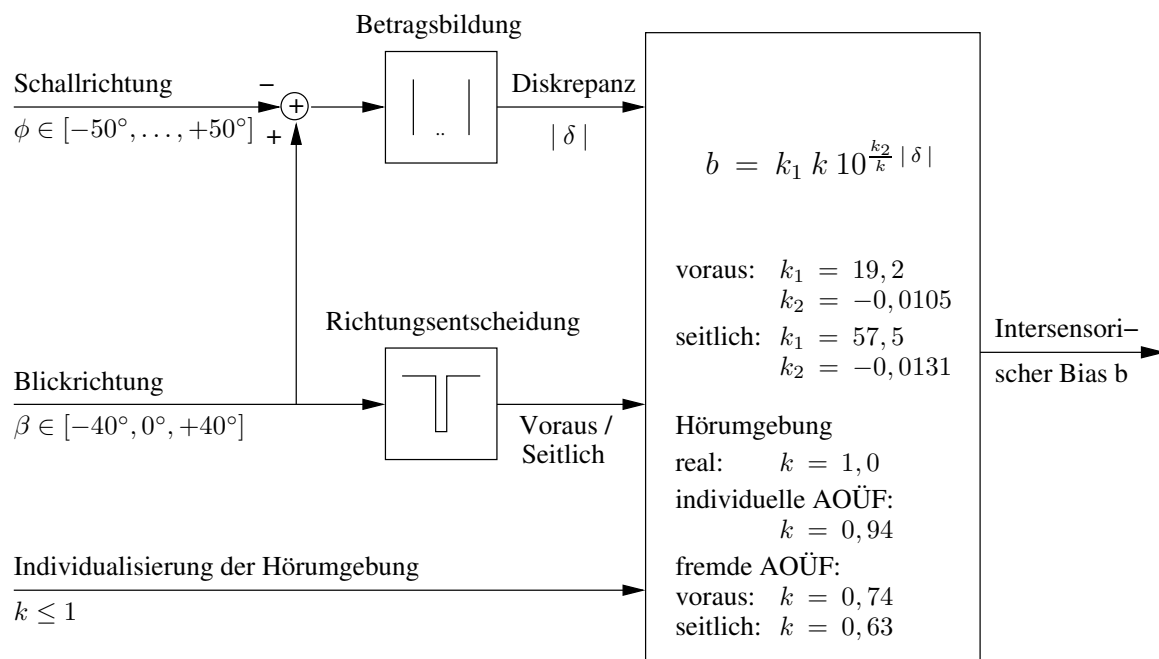 Betragsbildung
Schallrichtung
−
+
+
ϕ ∈ [−50°, . . . , +50°]
| .. |
Diskrepanz
| δ |
b = k₁ k 10^{\frac{k₂}{k} | δ |}
voraus: k₁ = 19, 2
k₂ = −0, 0105
seitlich: k₁ = 57, 5
k₂ = −0, 0131
Richtungsentscheidung
Blickrichtung
β ∈ [−40°, 0°, +40°]
Voraus /
Seitlich
Intersensori−
scher Bias b
Hörumgebung
real: k = 1, 0
individuelle AOÜF:
k = 0, 94
fremde AOÜF:
voraus: k = 0, 74
seitlich: k = 0, 63
Individualisierung der Hörumgebung
k ≤ 1